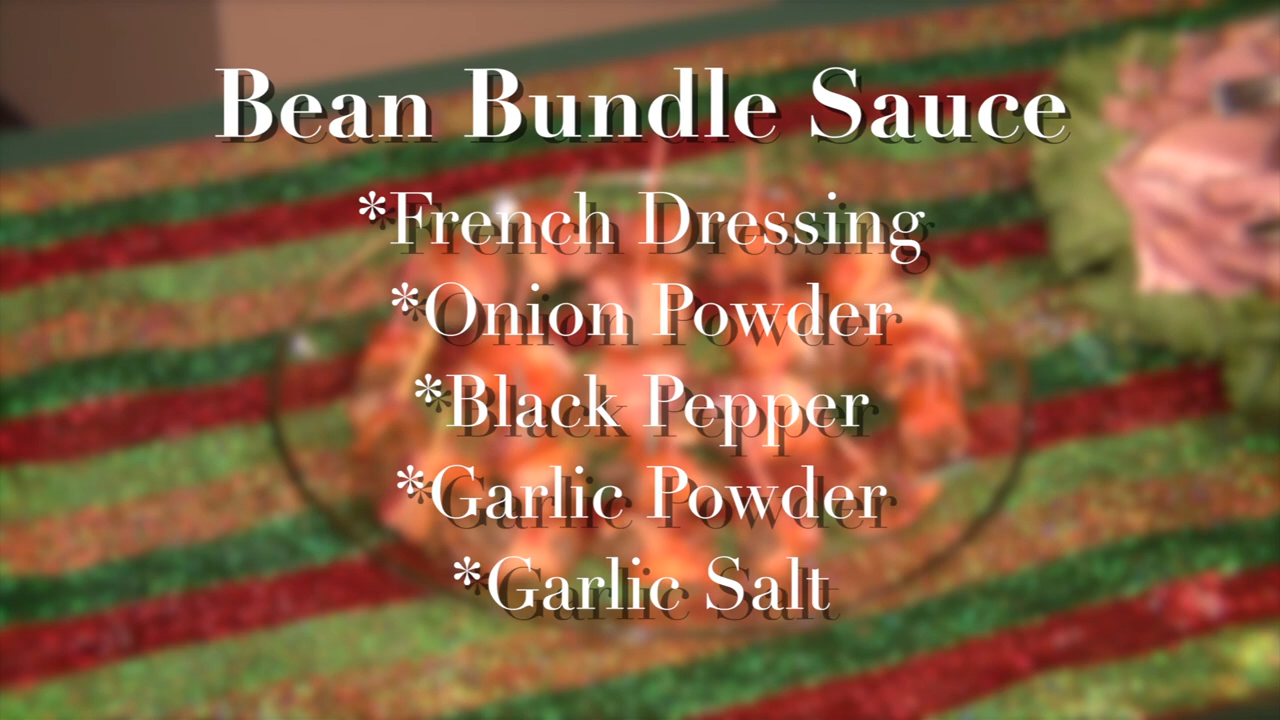 Bean Bundle Sauce
*French Dressing
*Onion Powder
*Black Pepper
*Garlic Powder
*Garlic Salt